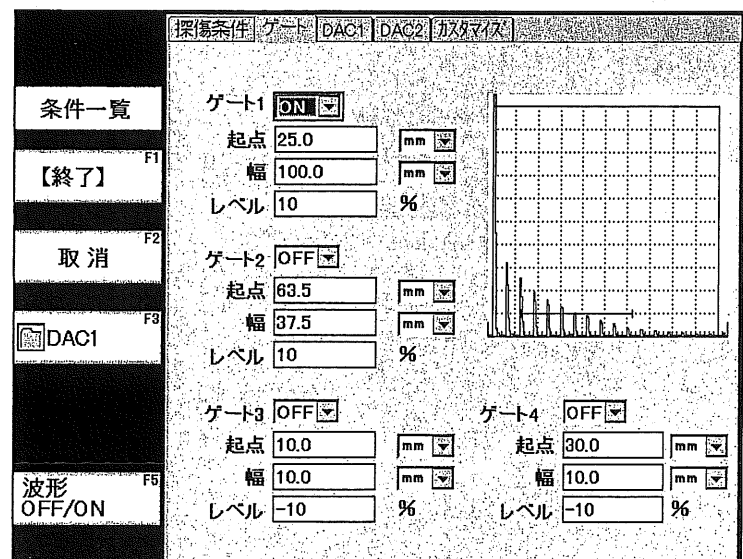 探傷条件 ゲート DAC1 DAC2 カスタマイズ
条件一覧
【終了】 F1
取消 F2
DAC1 F3
波形 F5
OFF/ON
ゲート1 ON
起点 25.0 mm
幅 100.0 mm
レベル 10 %
ゲート2 OFF
起点 63.5 mm
幅 37.5 mm
レベル 10 %
ゲート3 OFF
起点 10.0 mm
幅 10.0 mm
レベル -10 %
ゲート4 OFF
起点 30.0 mm
幅 10.0 mm
レベル -10 %